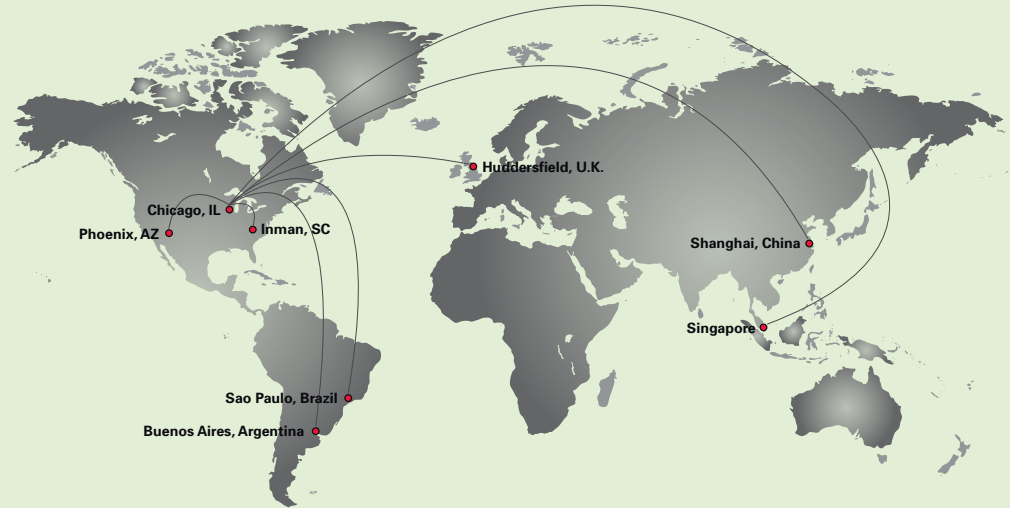 Huddersfield, U.K.
Chicago, IL
Inman, SC
Phoenix, AZ
Shanghai, China
Singapore
Sao Paulo, Brazil
Buenos Aires, Argentina